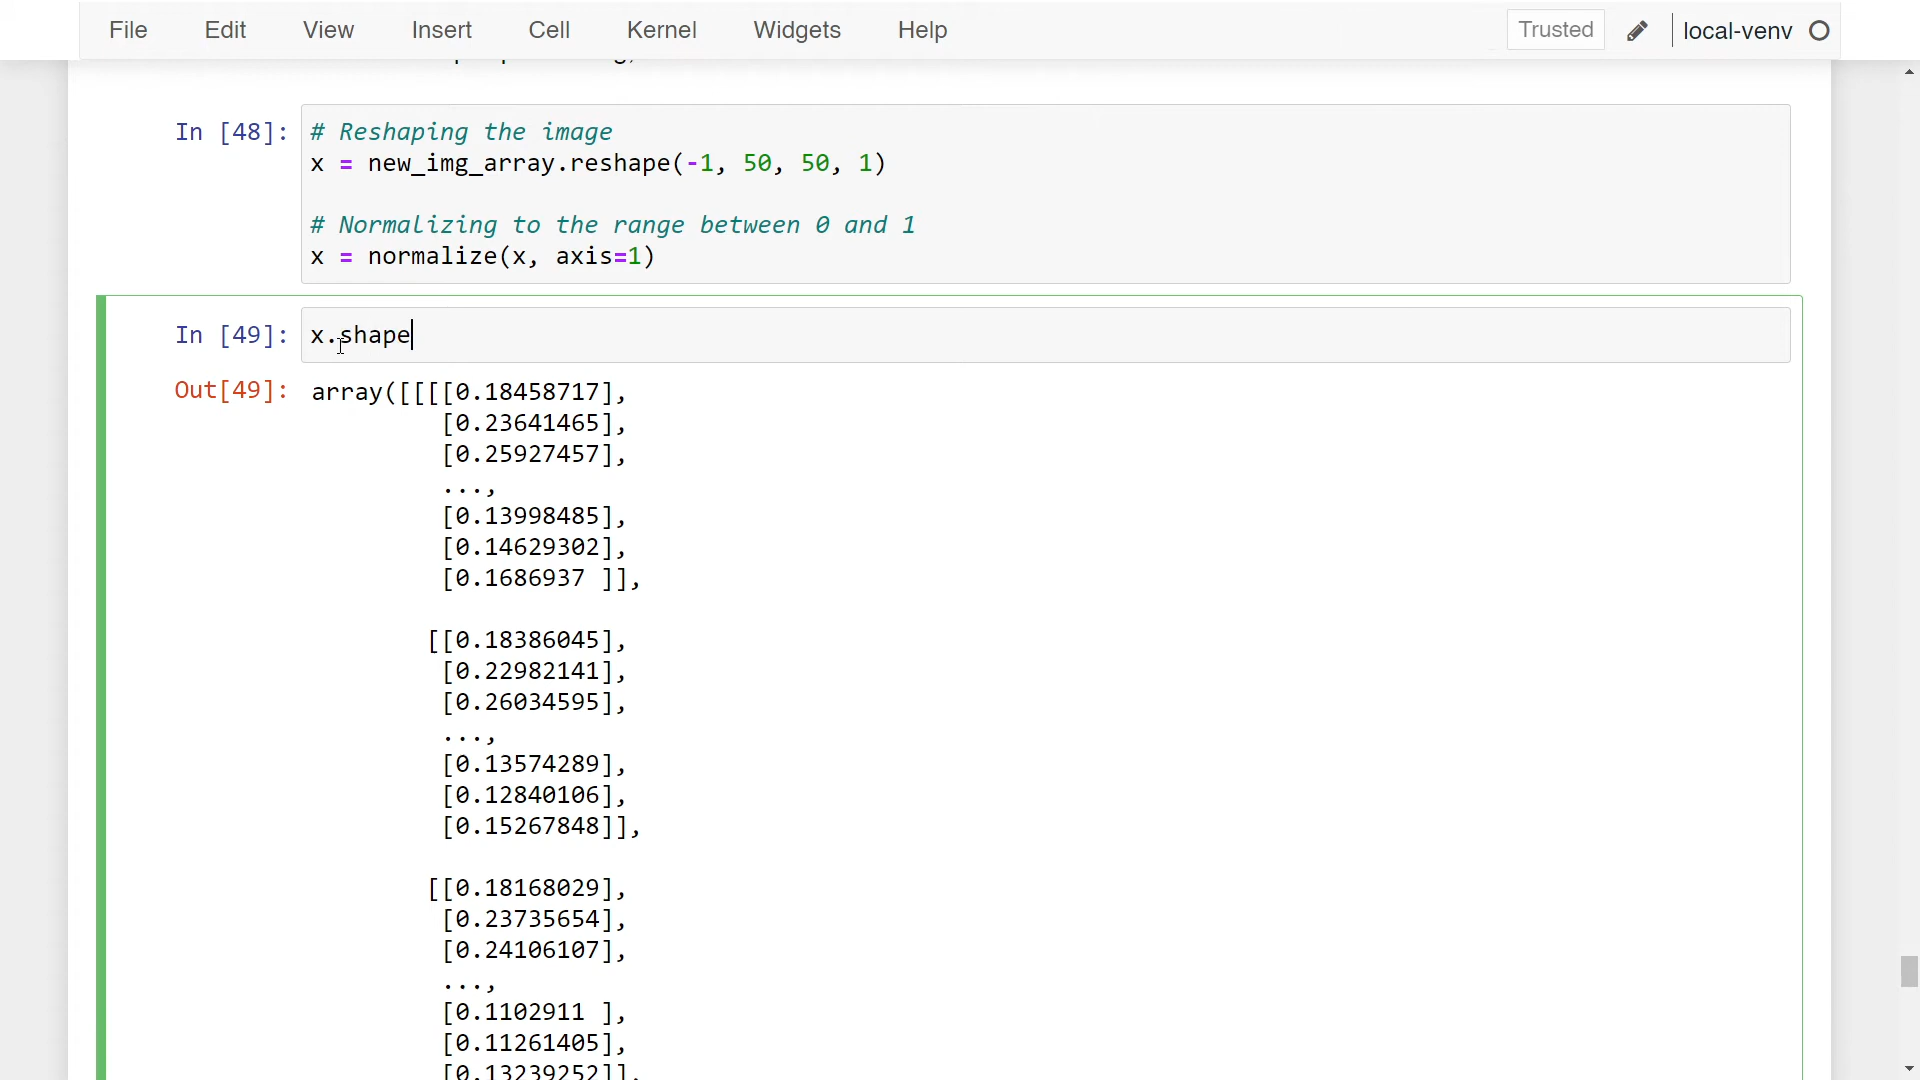 File Edit View Insert Cell Kernel Widgets Help Trusted local-venv
In [48]: # Reshaping the image
x = new_img_array.reshape(-1, 50, 50, 1)
# Normalizing to the range between 0 and 1
x = normalize(x, axis=1)
In [49]: x.shape
Out[49]: array([[[[0.18458717],
[0.23641465],
[0.25927457],
...,
[0.13998485],
[0.14629302],
[0.1686937 ]],
[[0.18386045],
[0.22982141],
[0.26034595],
...,
[0.13574289],
[0.12840106],
[0.15267848]],
[[0.18168029],
[0.23735654],
[0.24106107],
...,
[0.1102911 ],
[0.11261405],
[0.13239252]],